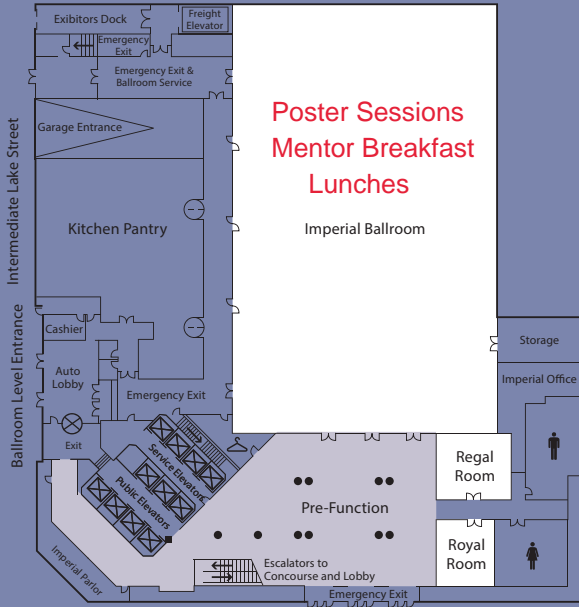 Exibitors Dock
Freight
Elevator
Emergency
Exit
Emergency Exit &
Ballroom Service
Garage Entrance
Poster Sessions
Mentor Breakfast
Lunches
Imperial Ballroom
Intermediate Lake Street
Kitchen Pantry
Ballroom Level Entrance
Cashier
Auto
Lobby
Emergency Exit
Exit
Storage
Imperial Office
Service Elevators
Public Elevators
Regal
Room
Pre-Function
Royal
Room
Escalators to
Concourse and Lobby
Imperial Parlor
Emergency Exit